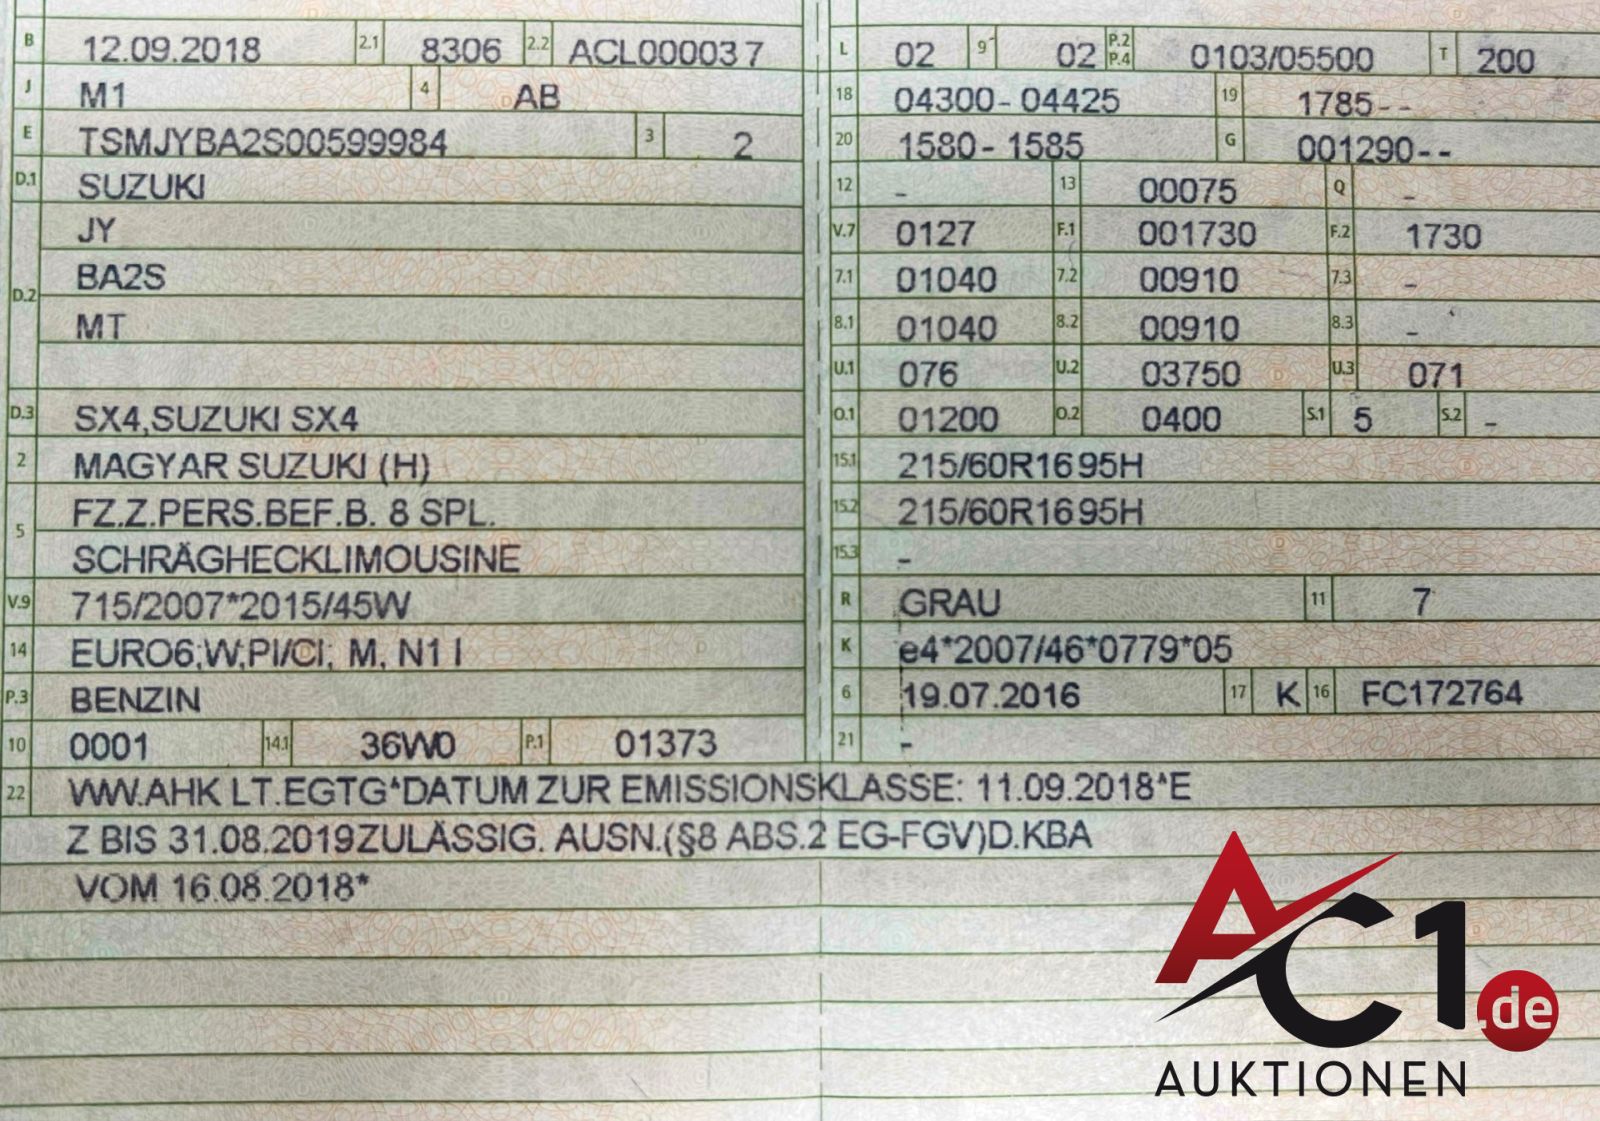 B 12.09.2018 2.1 8306 2.2 ACL000037
J M1 4 AB
E TSMJYBA2S00599984 3 2
D.1 SUZUKI
JY
D.2 BA2S
MT
D.3 SX4,SUZUKI SX4
2 MAGYAR SUZUKI (H)
5 FZ.Z.PERS.BEF.B. 8 SPL.
SCHRÄGHECKLIMOUSINE
V.9 715/2007*2015/45W
14 EURO6;W;PI/CI; M, N1 I
P.3 BENZIN
10 0001 14.1 36W0 P.1 01373
L 02 9 02 P.2 P.4 0103/05500 T 200
18 04300-04425 19 1785--
20 1580-1585 G 001290--
12 - 13 00075 Q -
V.7 0127 F.1 001730 F.2 1730
7.1 01040 7.2 00910 7.3 -
8.1 01040 8.2 00910 8.3 -
U.1 076 U.2 03750 U.3 071
O.1 01200 O.2 0400 S.1 5 S.2 -
15.1 215/60R16 95H
15.2 215/60R16 95H
15.3 -
R GRAU 11 7
K e4*2007/46*0779*05
6 19.07.2016 17 K 16 FC172764
21 -
22 WW.AHK LT.EGTG*DATUM ZUR EMISSIONSKLASSE: 11.09.2018*E
Z BIS 31.08.2019ZULÄSSIG. AUSN.(§8 ABS.2 EG-FGV)D.KBA
VOM 16.08.2018*
AC1.de
AUKTIONEN